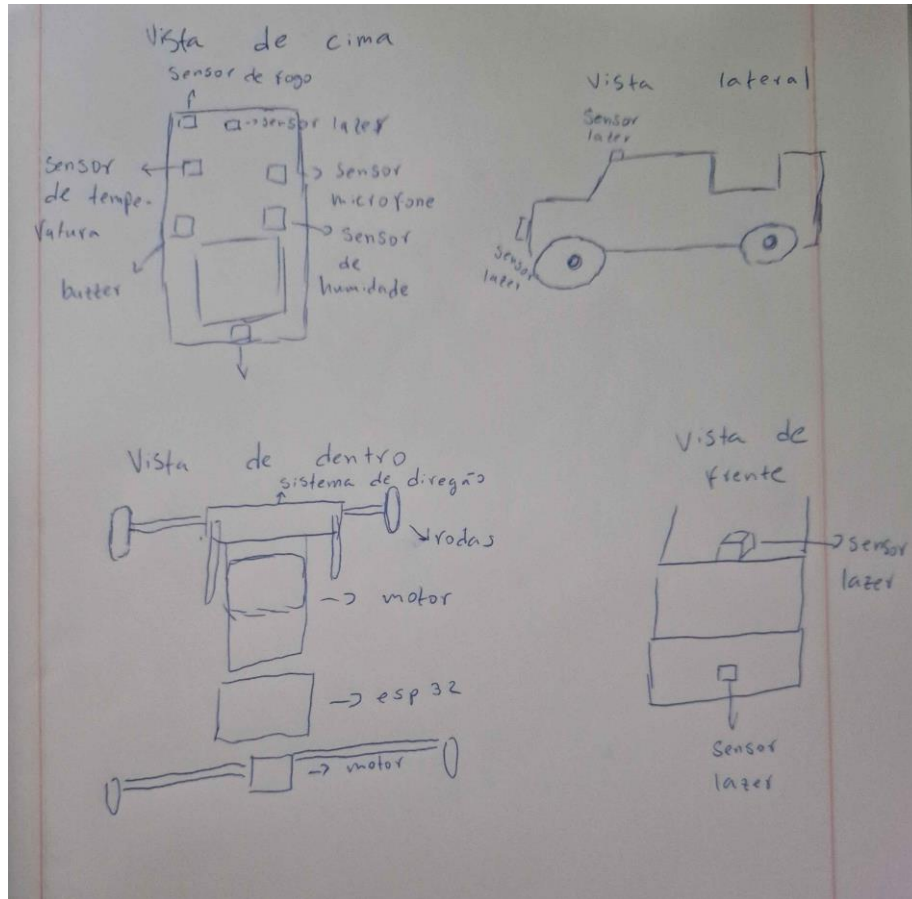 Vista de cima
sensor de fogo
sensor lazer
sensor
de tempe-
ratura
sensor
microfone
sensor
de
humidade
buzzer
Vista lateral
Sensor
lazer
sensor
lazer
Vista de dentro
sistema de direção
rodas
motor
esp 32
motor
Vista de
frente
sensor
lazer
sensor
lazer